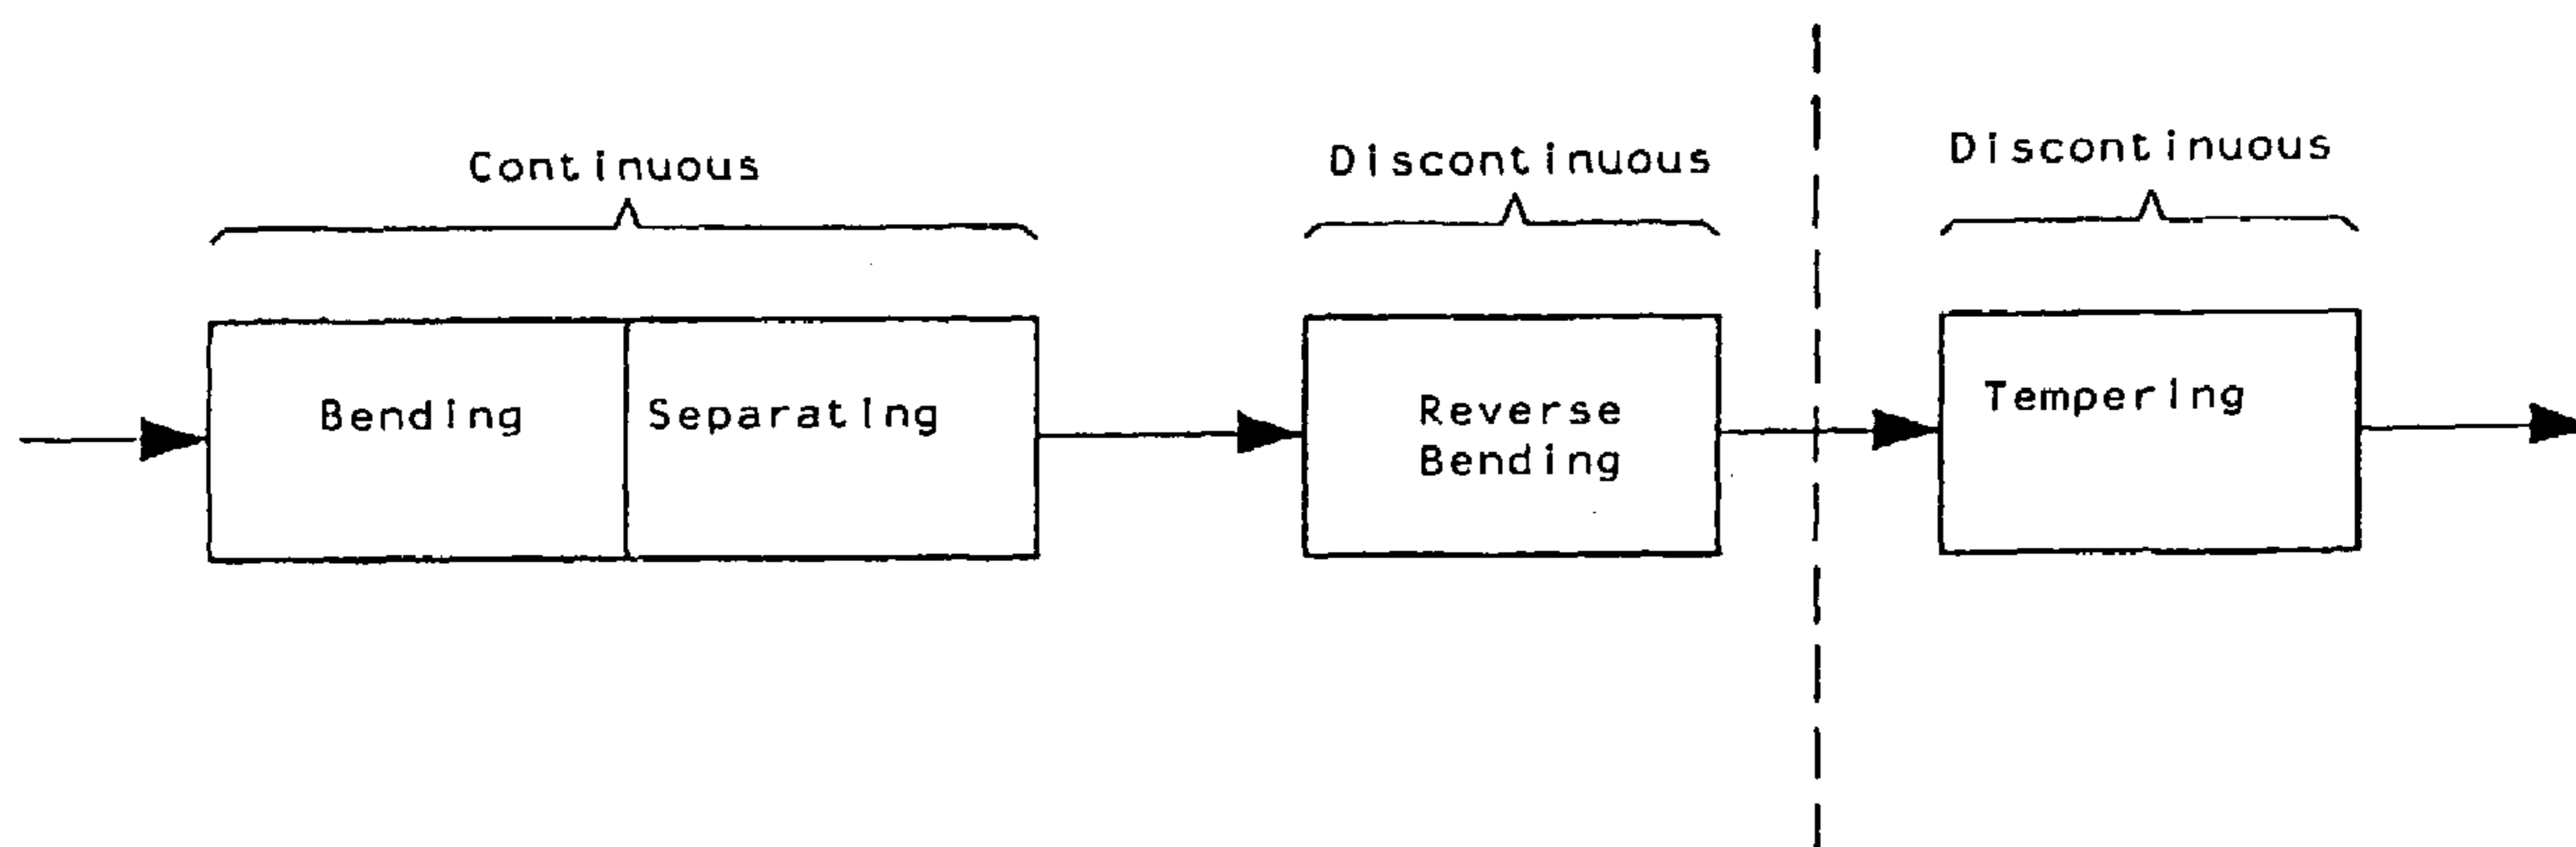 Continuous
Discontinuous
Discontinuous
Bending
Separating
Reverse
Bending
Tempering